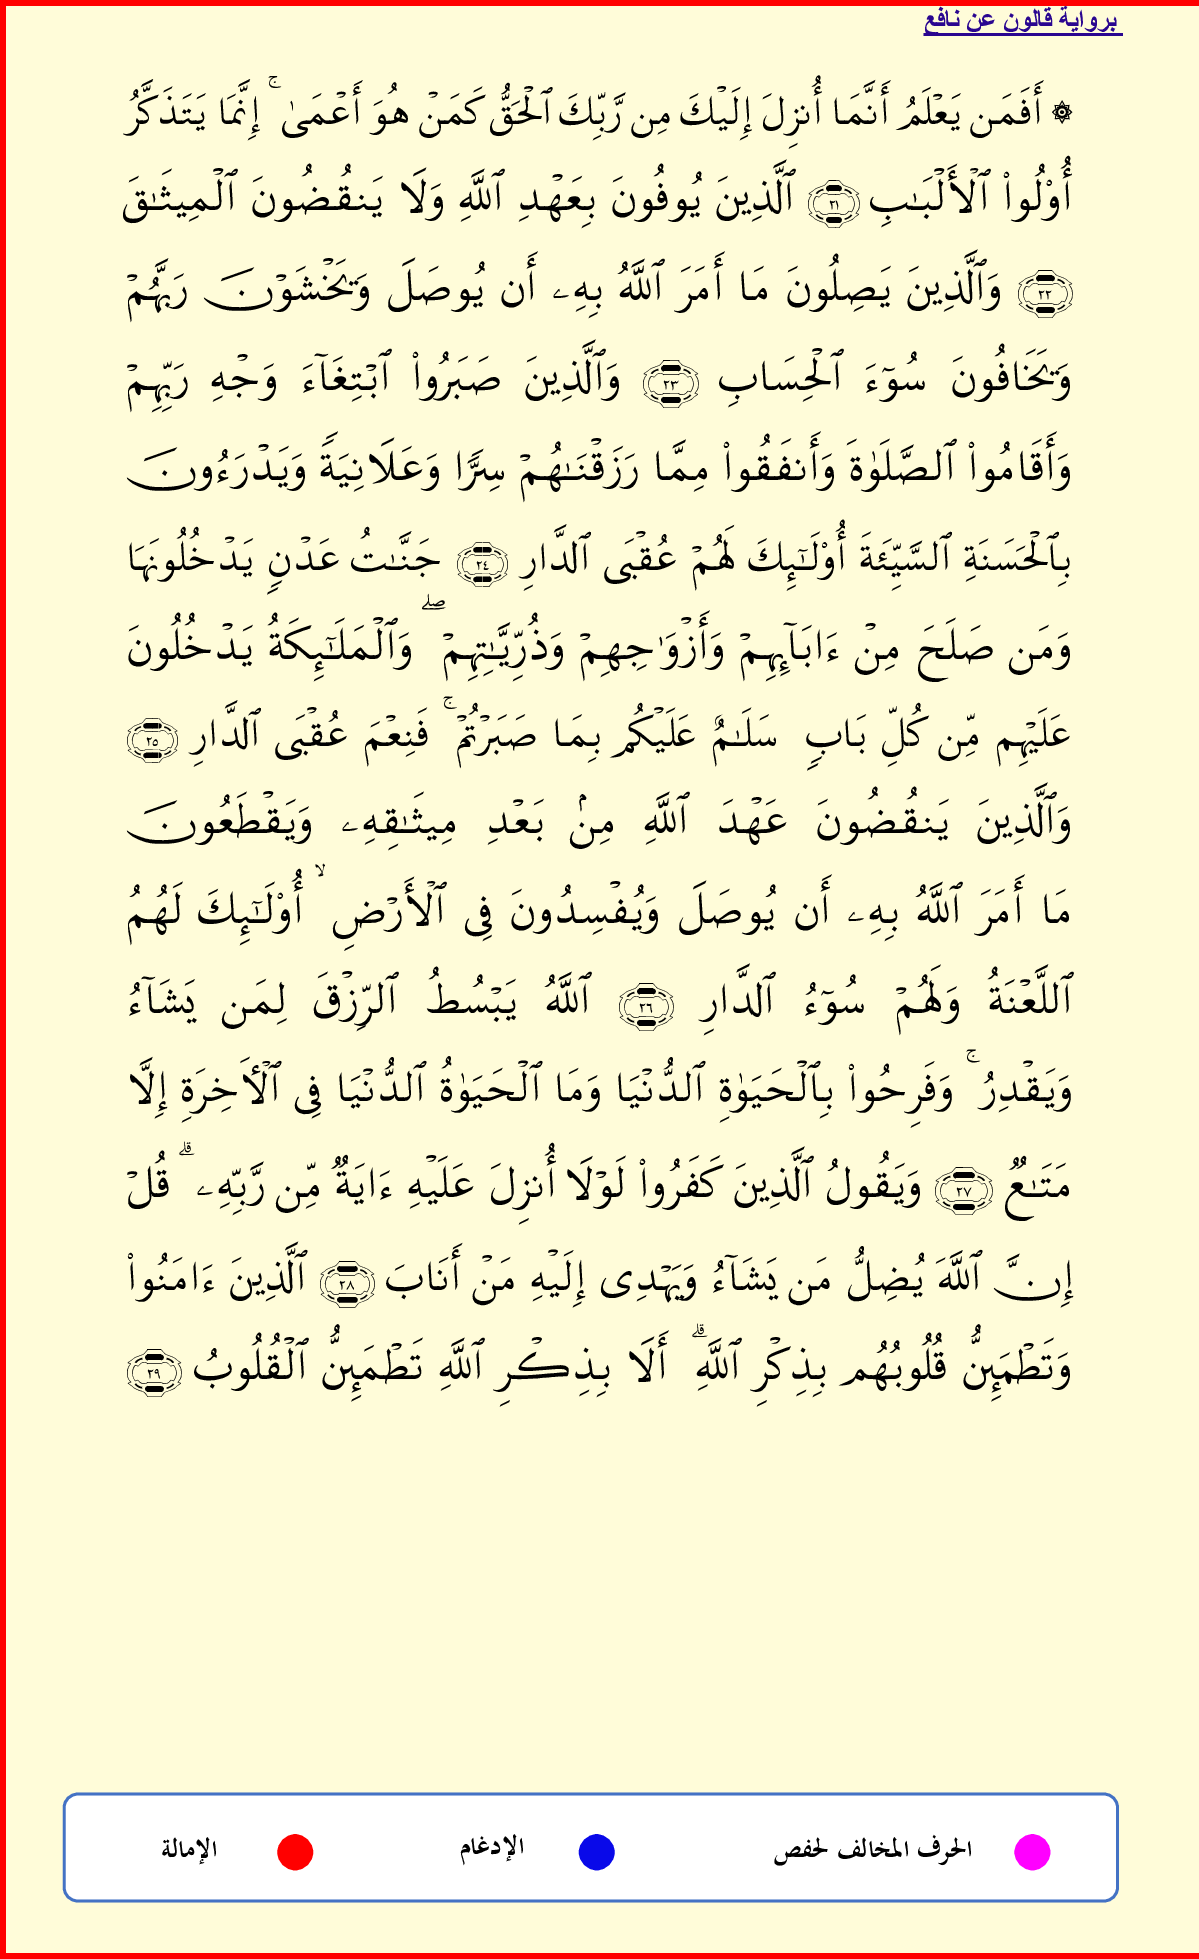 برواية قالون عن نافع
۞ أَفَمَن يَعْلَمُ أَنَّمَا أُنزِلَ إِلَيْكَ مِن رَّبِّكَ ٱلْحَقُّ كَمَنْ هُوَ أَعْمَىٰ ۚ إِنَّمَا يَتَذَكَّرُ
أُوْلُواْ ٱلْأَلْبَٰبِ ٢١ ٱلَّذِينَ يُوفُونَ بِعَهْدِ ٱللَّهِ وَلَا يَنقُضُونَ ٱلْمِيثَٰقَ
٢٢ وَٱلَّذِينَ يَصِلُونَ مَا أَمَرَ ٱللَّهُ بِهِۦ أَن يُوصَلَ وَيَخْشَوْنَ رَبَّهُمْ
وَيَخَافُونَ سُوٓءَ ٱلْحِسَابِ ٢٣ وَٱلَّذِينَ صَبَرُواْ ٱبْتِغَآءَ وَجْهِ رَبِّهِمْ
وَأَقَامُواْ ٱلصَّلَوٰةَ وَأَنفَقُواْ مِمَّا رَزَقْنَٰهُمْ سِرًّا وَعَلَانِيَةً وَيَدْرَءُونَ
بِٱلْحَسَنَةِ ٱلسَّيِّئَةَ أُوْلَٰٓئِكَ لَهُمْ عُقْبَى ٱلدَّارِ ٢٤ جَنَّٰتُ عَدْنٍ يَدْخُلُونَهَا
وَمَن صَلَحَ مِنْ ءَابَآئِهِمْ وَأَزْوَٰجِهِمْ وَذُرِّيَّٰتِهِمْ ۖ وَٱلْمَلَٰٓئِكَةُ يَدْخُلُونَ
عَلَيْهِم مِّن كُلِّ بَابٍ سَلَٰمٌ عَلَيْكُم بِمَا صَبَرْتُمْ ۚ فَنِعْمَ عُقْبَى ٱلدَّارِ ٢٥
وَٱلَّذِينَ يَنقُضُونَ عَهْدَ ٱللَّهِ مِنۢ بَعْدِ مِيثَٰقِهِۦ وَيَقْطَعُونَ
مَا أَمَرَ ٱللَّهُ بِهِۦ أَن يُوصَلَ وَيُفْسِدُونَ فِى ٱلْأَرْضِ ۙ أُوْلَٰٓئِكَ لَهُمُ
ٱللَّعْنَةُ وَلَهُمْ سُوٓءُ ٱلدَّارِ ٢٦ ٱللَّهُ يَبْسُطُ ٱلرِّزْقَ لِمَن يَشَآءُ
وَيَقْدِرُ ۚ وَفَرِحُواْ بِٱلْحَيَوٰةِ ٱلدُّنْيَا وَمَا ٱلْحَيَوٰةُ ٱلدُّنْيَا فِى ٱلْأٓخِرَةِ إِلَّا
مَتَٰعٌ ٢٧ وَيَقُولُ ٱلَّذِينَ كَفَرُواْ لَوْلَا أُنزِلَ عَلَيْهِ ءَايَةٌ مِّن رَّبِّهِۦ ۗ قُلْ
إِنَّ ٱللَّهَ يُضِلُّ مَن يَشَآءُ وَيَهْدِى إِلَيْهِ مَنْ أَنَابَ ٢٨ ٱلَّذِينَ ءَامَنُواْ
وَتَطْمَئِنُّ قُلُوبُهُم بِذِكْرِ ٱللَّهِ ۗ أَلَا بِذِكْرِ ٱللَّهِ تَطْمَئِنُّ ٱلْقُلُوبُ ٢٩
الحرف المخالف لحفص الإدغام الإمالة